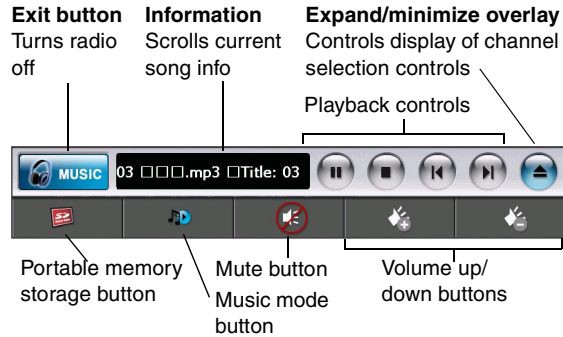 Exit button
Turns radio
off
Information
Scrolls current
song info
Expand/minimize overlay
Controls display of channel
selection controls
Playback controls
MUSIC
03 □□□.mp3 □Title: 03
Portable memory
storage button
Music mode
button
Mute button
Volume up/
down buttons